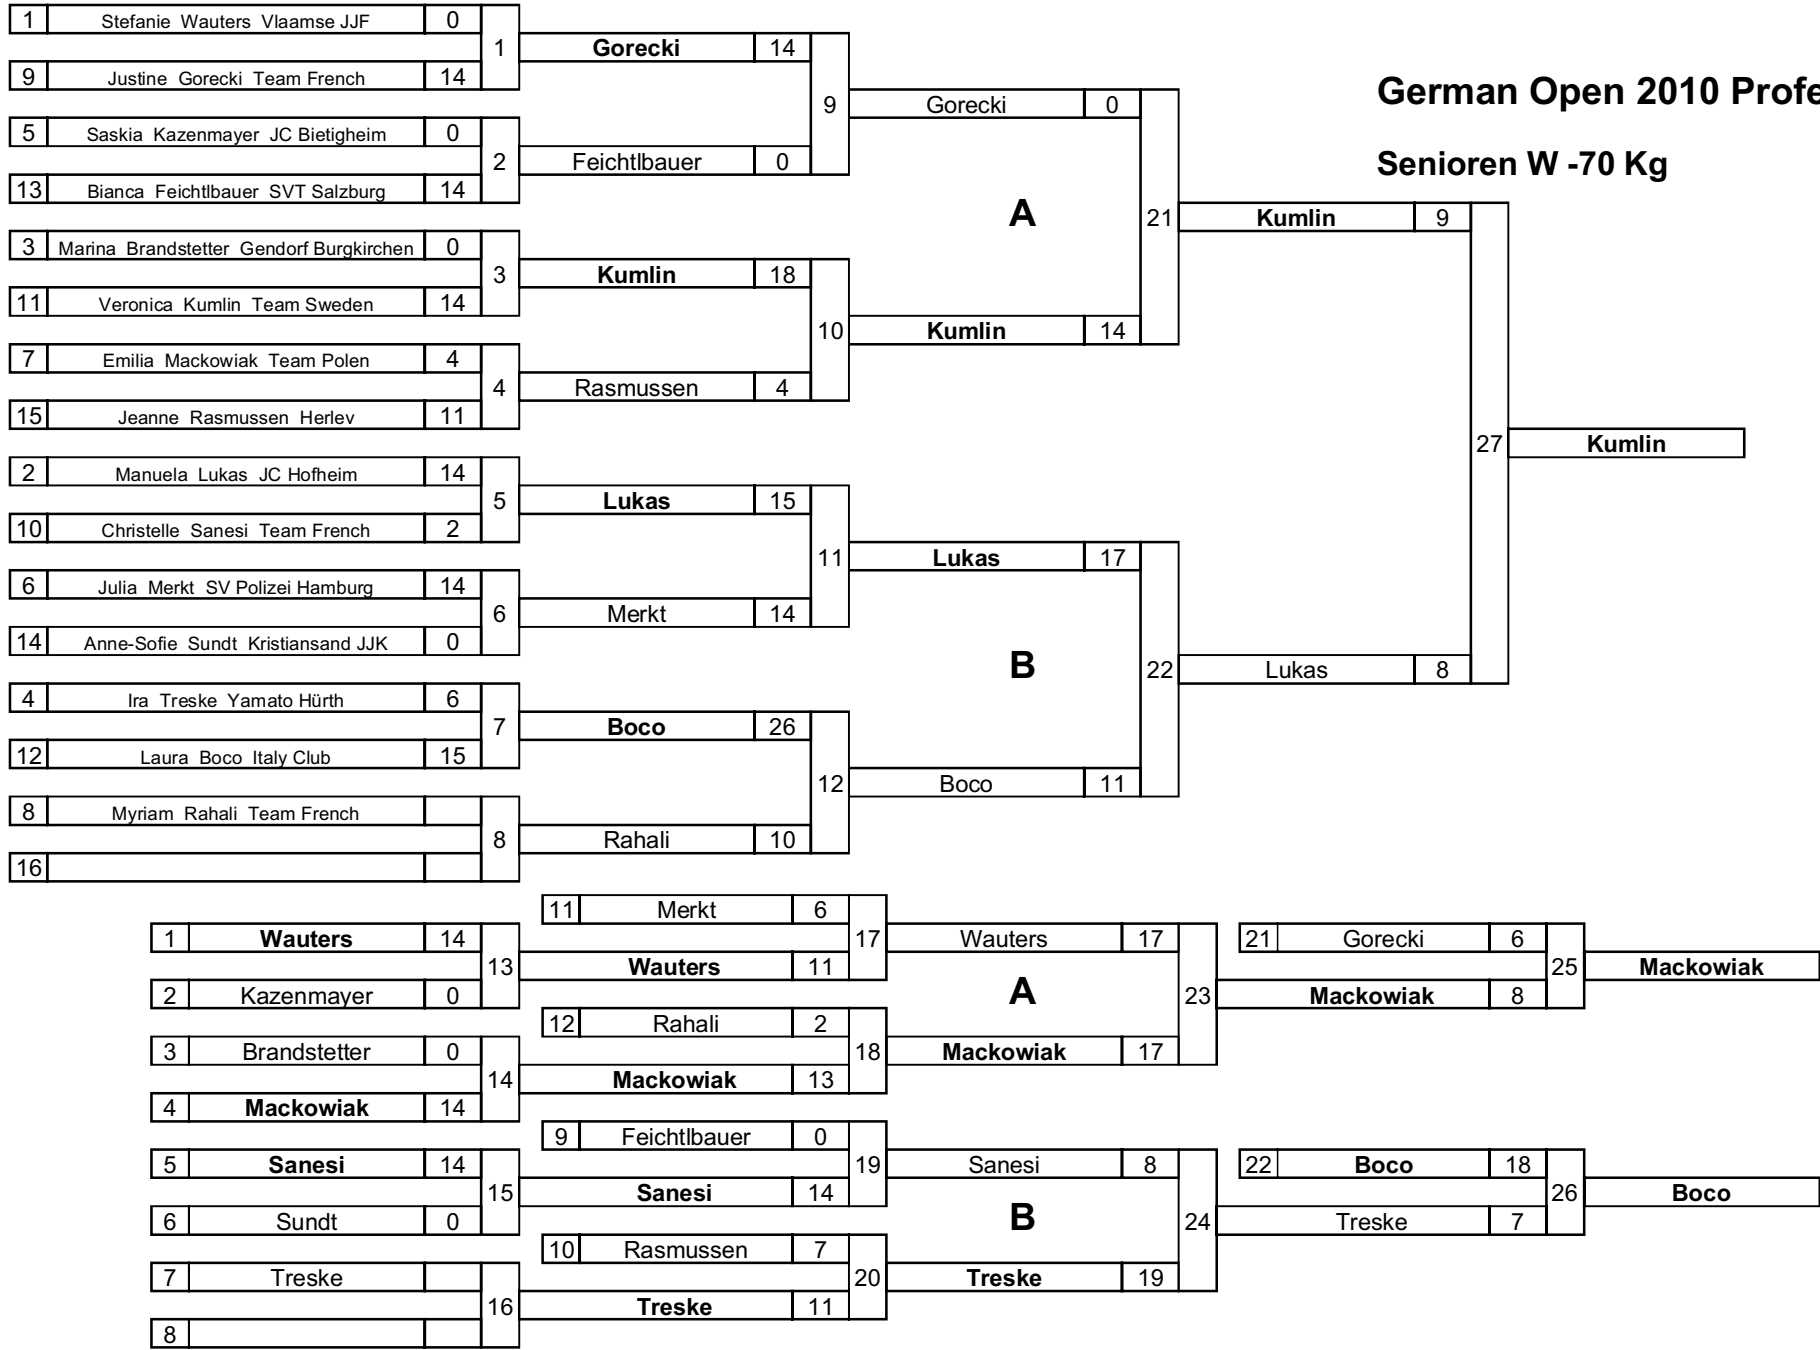 German Open 2010 Profe
Senioren W -70 Kg
1 Stefanie Wauters Vlaamse JJF 0
9 Justine Gorecki Team French 14
1
5 Saskia Kazenmayer JC Bietigheim 0
13 Bianca Feichtlbauer SVT Salzburg 14
2
3 Marina Brandstetter Gendorf Burgkirchen 0
11 Veronica Kumlin Team Sweden 14
3
7 Emilia Mackowiak Team Polen 4
15 Jeanne Rasmussen Herlev 11
4
2 Manuela Lukas JC Hofheim 14
10 Christelle Sanesi Team French 2
5
6 Julia Merkt SV Polizei Hamburg 14
14 Anne-Sofie Sundt Kristiansand JJK 0
6
4 Ira Treske Yamato Hürth 6
12 Laura Boco Italy Club 15
7
8 Myriam Rahali Team French
16
8
Gorecki 14
Feichtlbauer 0
9
Kumlin 18
Rasmussen 4
10
Lukas 15
Merkt 14
11
Boco 26
Rahali 10
12
Gorecki 0
A
Kumlin 14
21
Lukas 17
B
Boco 11
22
Kumlin 9
Lukas 8
27
Kumlin
1 Wauters 14
2 Kazenmayer 0
13
3 Brandstetter 0
4 Mackowiak 14
14
5 Sanesi 14
6 Sundt 0
15
7 Treske
8
16
11 Merkt 6
Wauters 11
17
12 Rahali 2
Mackowiak 13
18
9 Feichtlbauer 0
Sanesi 14
19
10 Rasmussen 7
Treske 11
20
Wauters 17
A
Mackowiak 17
23
Sanesi 8
B
Treske 19
24
21 Gorecki 6
Mackowiak 8
25
Mackowiak
22 Boco 18
Treske 7
26
Boco